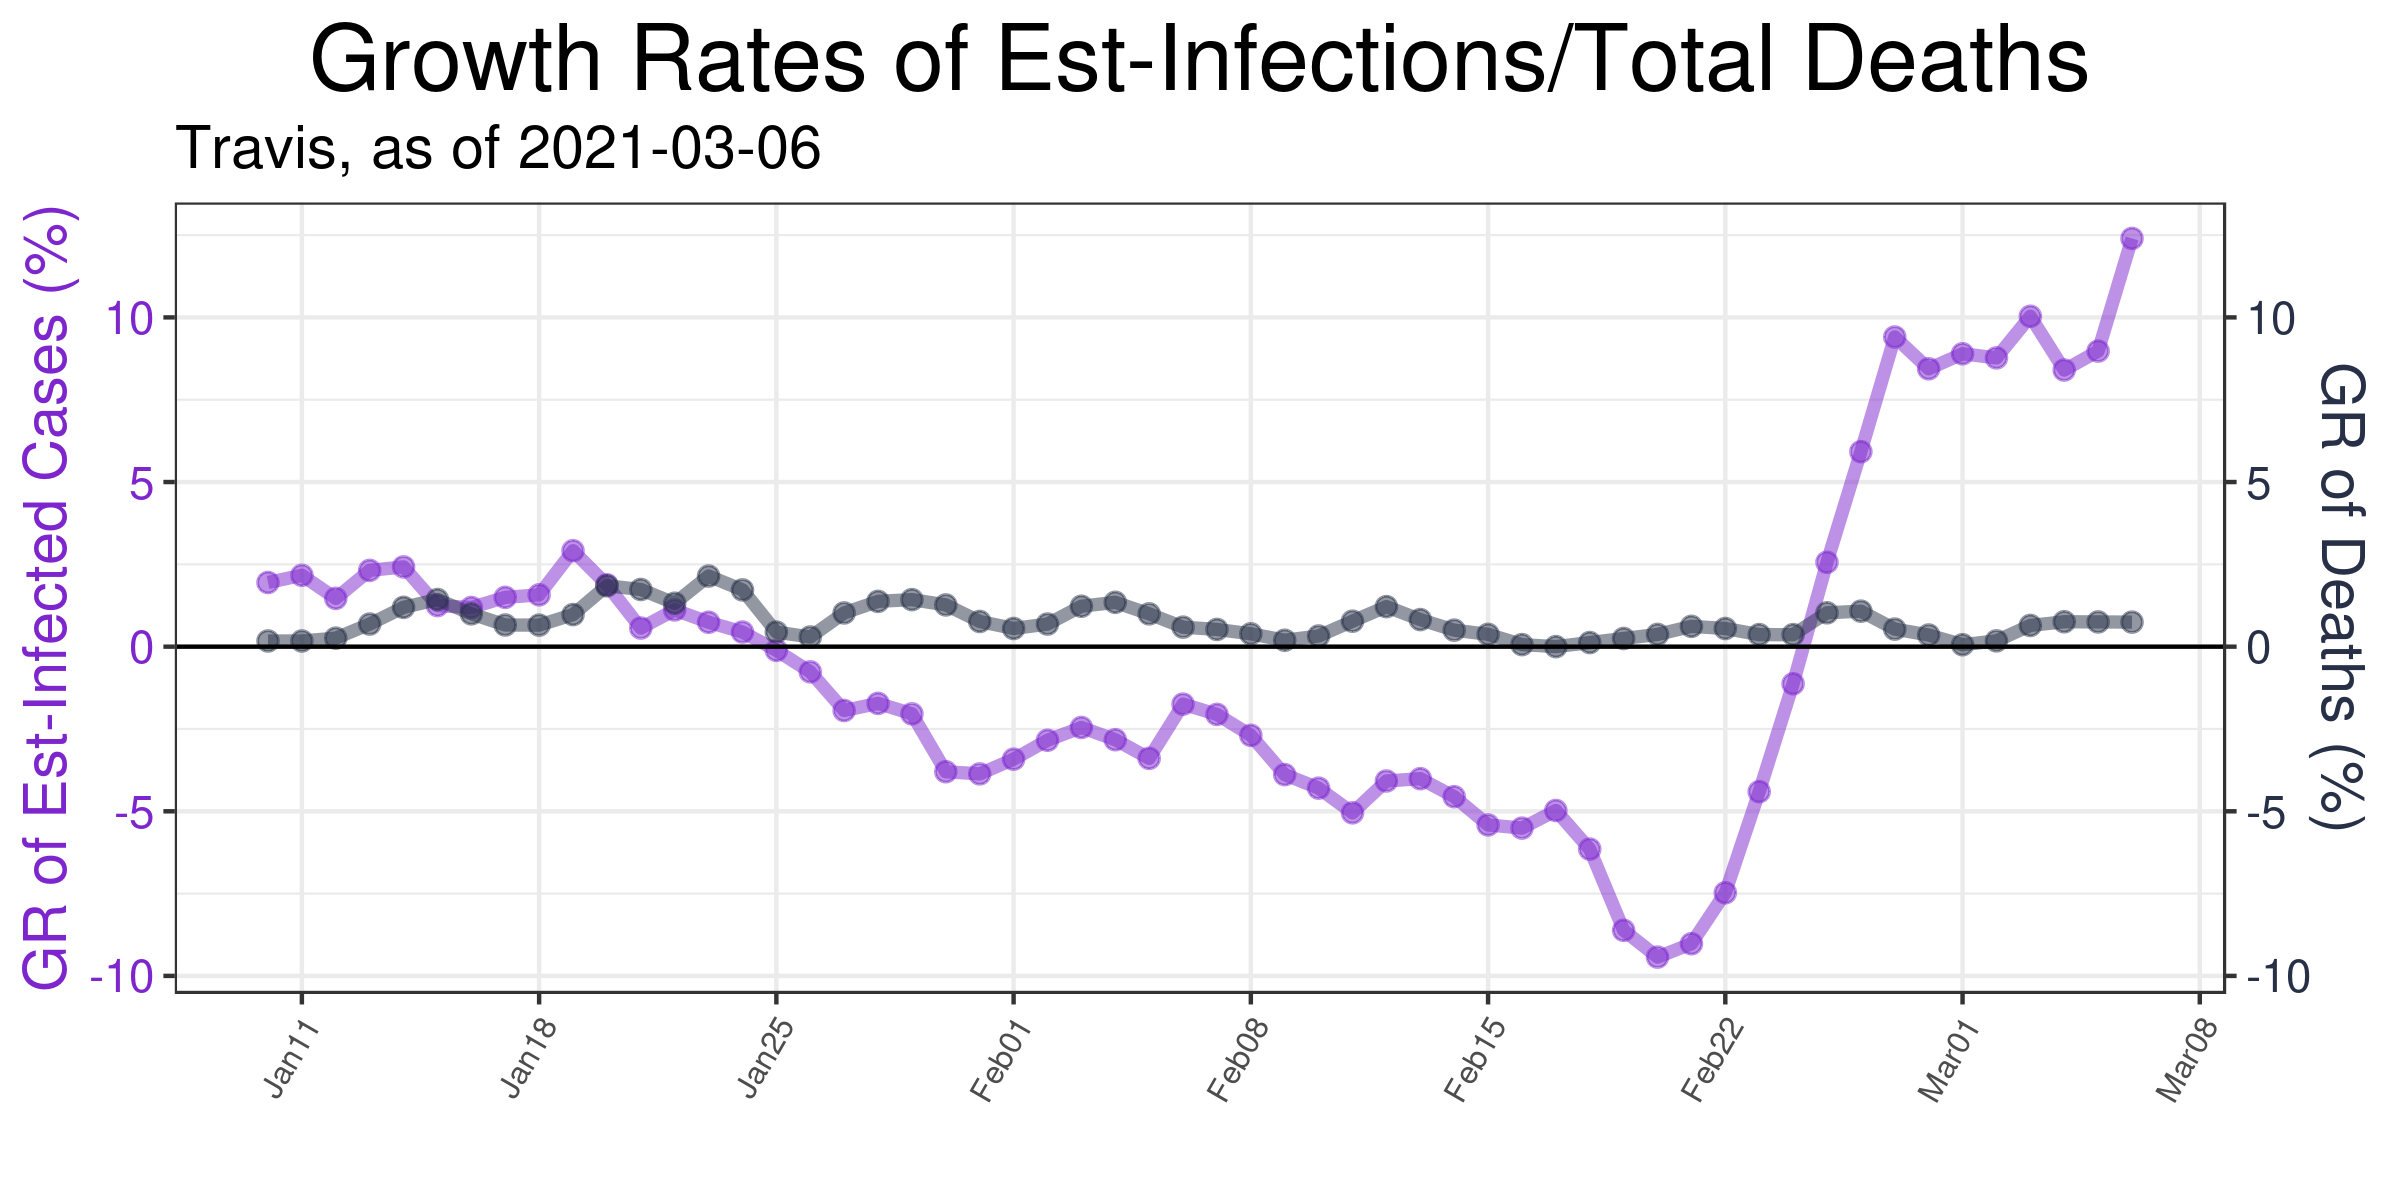 Growth Rates of Est-Infections/Total Deaths
Travis, as of 2021-03-06
GR of Est-Infected Cases (%)
10
5
0
-5
-10
10
5
0
-5
-10
GR of Deaths (%)
Jan11
Jan18
Jan25
Feb01
Feb08
Feb15
Feb22
Mar01
Mar08